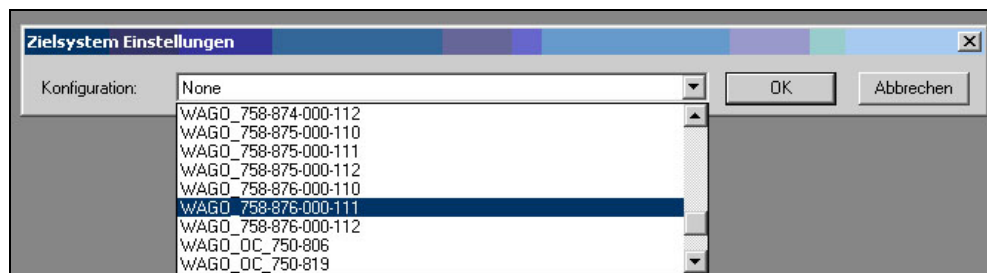 Zielsystem Einstellungen
Konfiguration: None OK Abbrechen
WAGO_758-874-000-112
WAGO_758-875-000-110
WAGO_758-875-000-111
WAGO_758-875-000-112
WAGO_758-876-000-110
WAGO_758-876-000-111
WAGO_758-876-000-112
WAGO_OC_750-806
WAGO_OC_750-819